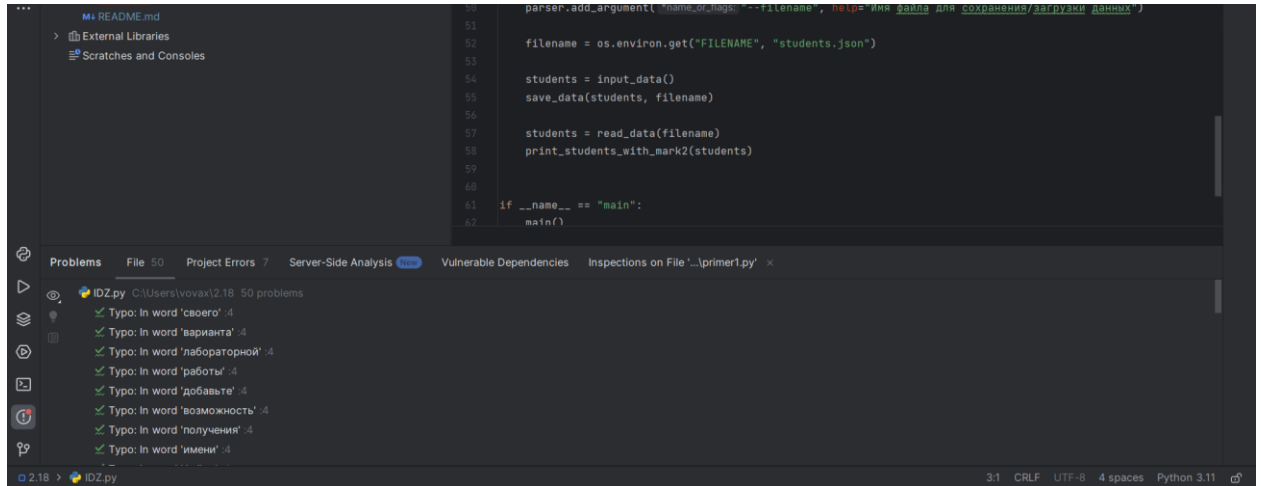 README.md
External Libraries
Scratches and Consoles
50 parser.add_argument( *name_or_flags: "--filename", help="Имя файла для сохранения/загрузки данных")
51
52 filename = os.environ.get("FILENAME", "students.json")
53
54 students = input_data()
55 save_data(students, filename)
56
57 students = read_data(filename)
58 print_students_with_mark2(students)
59
60
61 if __name__ == "main":
62 main()
Problems File 50 Project Errors 7 Server-Side Analysis New Vulnerable Dependencies Inspections on File '...\primer1.py' ×
IDZ.py C:\Users\vovax\2.18 50 problems
Typo: In word 'своего' :4
Typo: In word 'варианта' :4
Typo: In word 'лабораторной' :4
Typo: In word 'работы' :4
Typo: In word 'добавьте' :4
Typo: In word 'возможность' :4
Typo: In word 'получения' :4
Typo: In word 'имени' :4
2.18 > IDZ.py 3:1 CRLF UTF-8 4 spaces Python 3.11